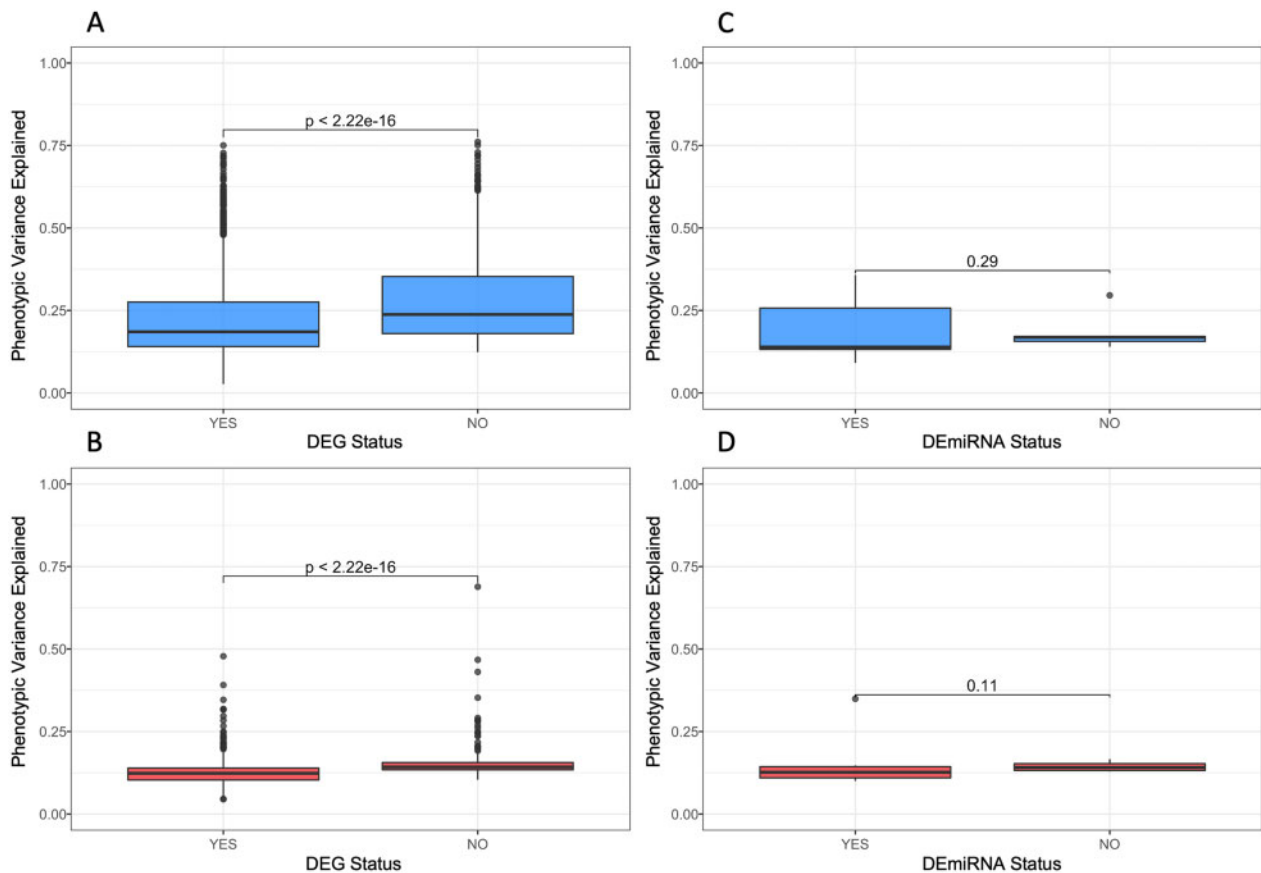 A
Phenotypic Variance Explained
1.00
0.75
0.50
0.25
0.00
p < 2.22e-16
YES
NO
DEG Status
C
Phenotypic Variance Explained
1.00
0.75
0.50
0.25
0.00
0.29
YES
NO
DEmiRNA Status
B
Phenotypic Variance Explained
1.00
0.75
0.50
0.25
0.00
p < 2.22e-16
YES
NO
DEG Status
D
Phenotypic Variance Explained
1.00
0.75
0.50
0.25
0.00
0.11
YES
NO
DEmiRNA Status